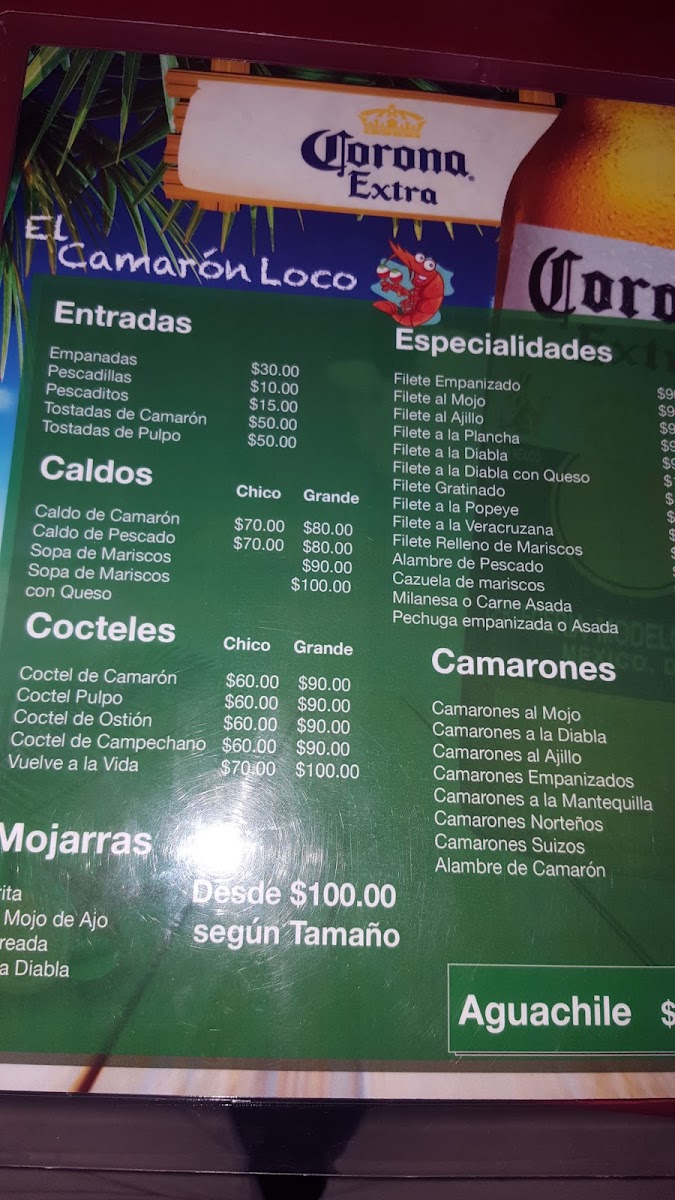 Corona
Extra
El
Camarón Loco
Entradas
Empanadas $30.00
Pescadillas $10.00
Pescaditos $15.00
Tostadas de Camarón $50.00
Tostadas de Pulpo $50.00
Caldos Chico Grande
Caldo de Camarón $70.00 $80.00
Caldo de Pescado $70.00 $80.00
Sopa de Mariscos $90.00
Sopa de Mariscos $100.00
con Queso
Cocteles Chico Grande
Coctel de Camarón $60.00 $90.00
Coctel Pulpo $60.00 $90.00
Coctel de Ostión $60.00 $90.00
Coctel de Campechano $60.00 $90.00
Vuelve a la Vida $70.00 $100.00
Mojarras
Mojo de Ajo
a Diabla
Desde $100.00
según Tamaño
Especialidades
Filete Empanizado
Filete al Mojo
Filete al Ajillo
Filete a la Plancha
Filete a la Diabla
Filete a la Diabla con Queso
Filete Gratinado
Filete a la Popeye
Filete a la Veracruzana
Filete Relleno de Mariscos
Alambre de Pescado
Cazuela de mariscos
Milanesa o Carne Asada
Pechuga empanizada o Asada
Camarones
Camarones al Mojo
Camarones a la Diabla
Camarones al Ajillo
Camarones Empanizados
Camarones a la Mantequilla
Camarones Norteños
Camarones Suizos
Alambre de Camarón
Aguachile $